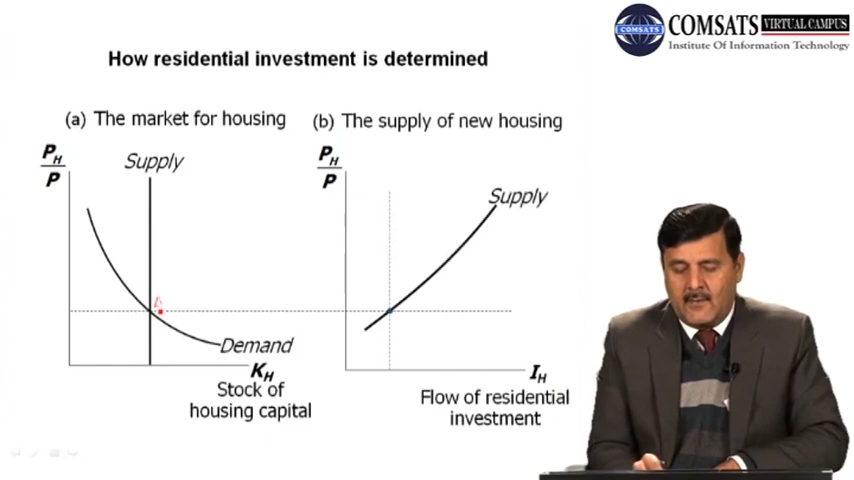 COMSATS VIRTUAL CAMPUS
Institute Of Information Technology
COMSATS
How residential investment is determined
(a) The market for housing
(b) The supply of new housing
P_H
P
Supply
Demand
K_H
Stock of
housing capital
P_H
P
Supply
I_H
Flow of residential
investment